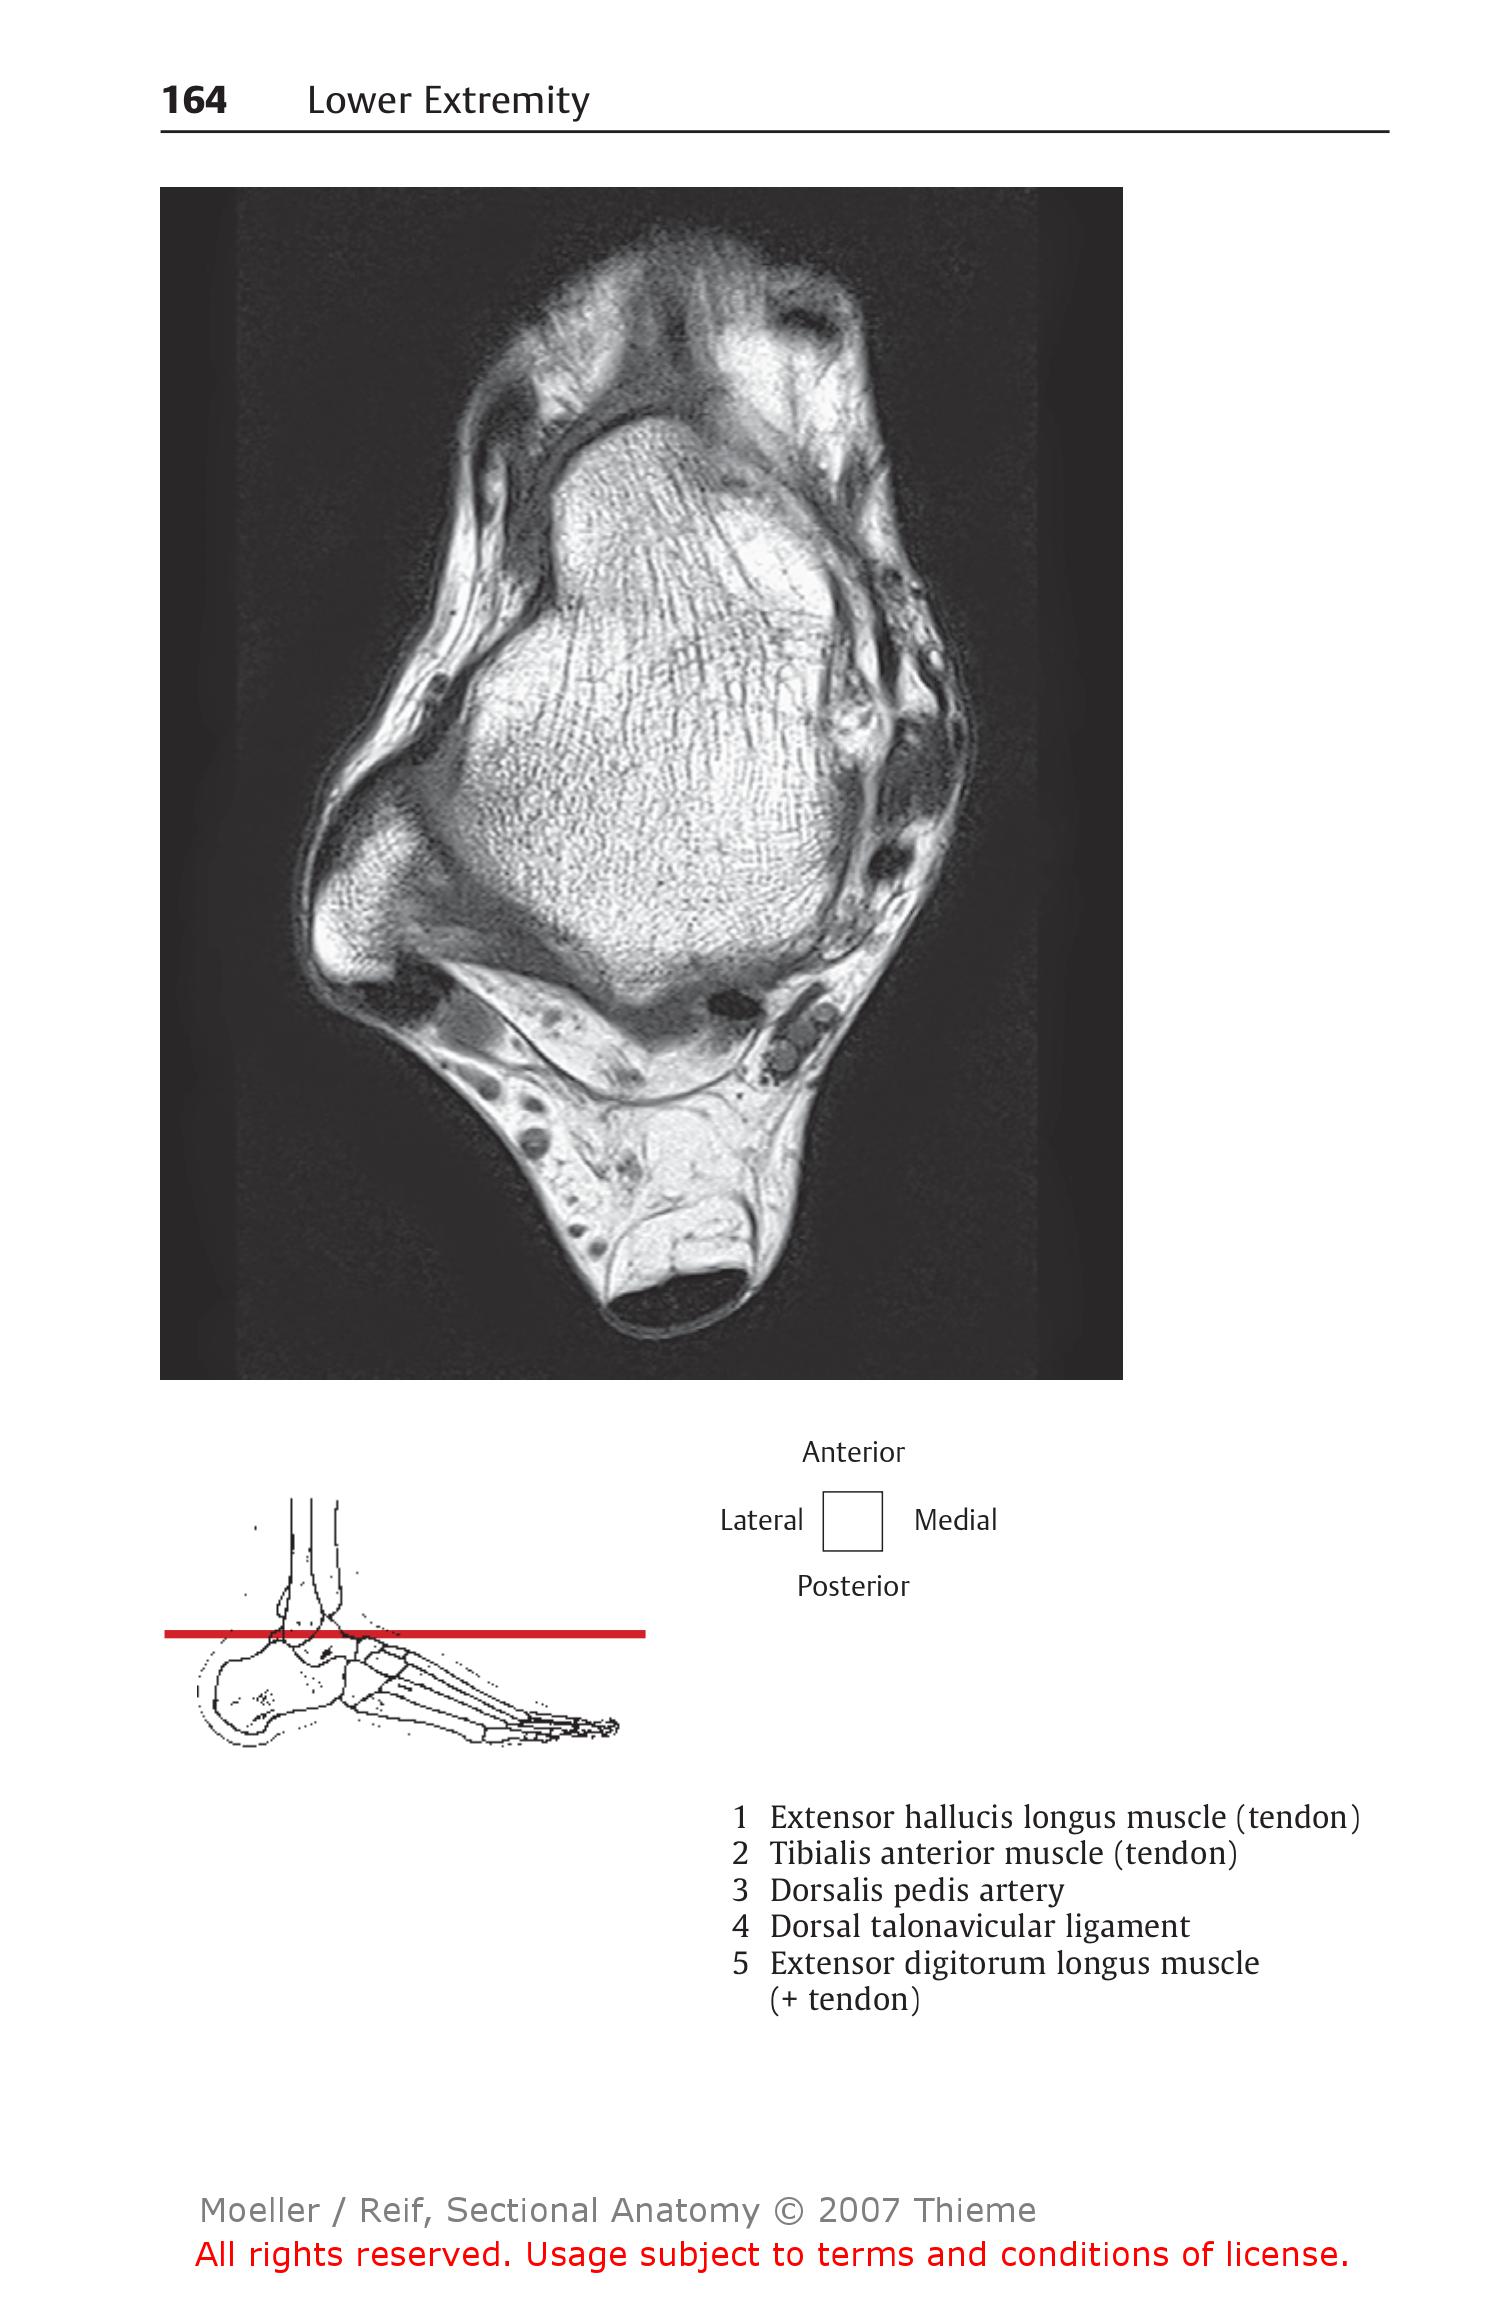 164 Lower Extremity
Anterior
Lateral Medial
Posterior
1 Extensor hallucis longus muscle (tendon)
2 Tibialis anterior muscle (tendon)
3 Dorsalis pedis artery
4 Dorsal talonavicular ligament
5 Extensor digitorum longus muscle
(+ tendon)
Moeller / Reif, Sectional Anatomy © 2007 Thieme
All rights reserved. Usage subject to terms and conditions of license.